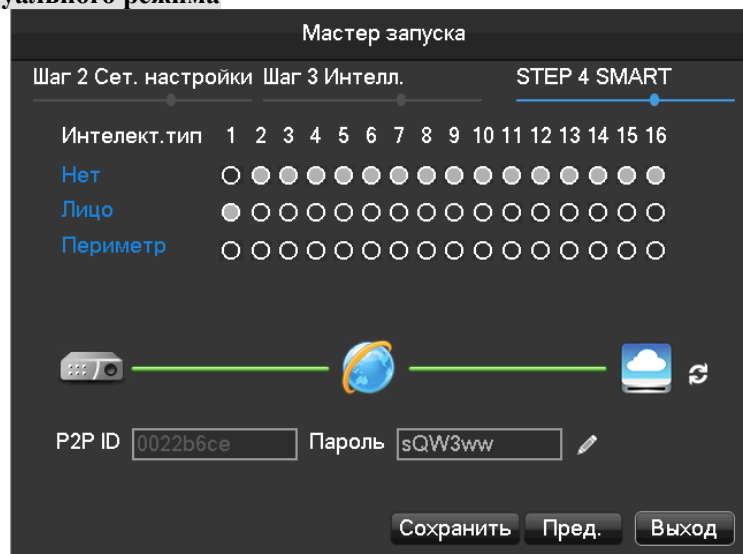 уального режима
Мастер запуска
Шаг 2 Сет. настройки Шаг 3 Интелл. STEP 4 SMART
Интелект.тип 1 2 3 4 5 6 7 8 9 10 11 12 13 14 15 16
Нет
Лицо
Периметр
P2P ID 0022b6ce Пароль sQW3ww
Сохранить Пред. Выход